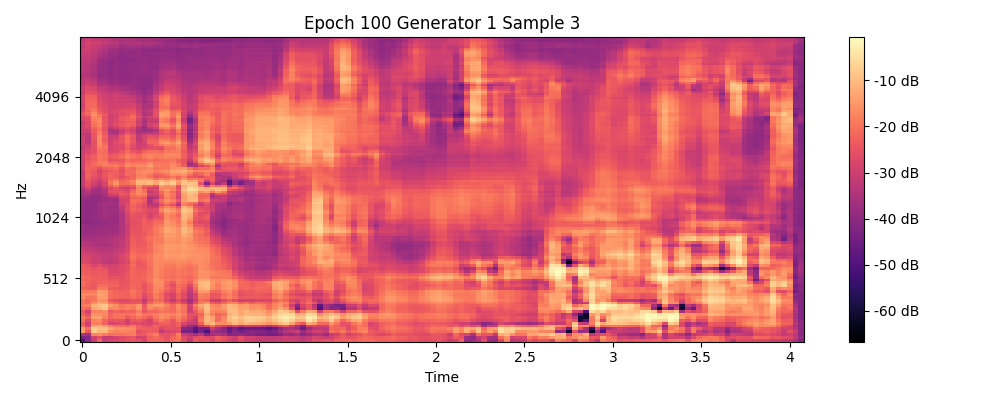 Epoch 100 Generator 1 Sample 3
Hz
4096
2048
1024
512
0
0 0.5 1 1.5 2 2.5 3 3.5 4
Time
-10 dB
-20 dB
-30 dB
-40 dB
-50 dB
-60 dB